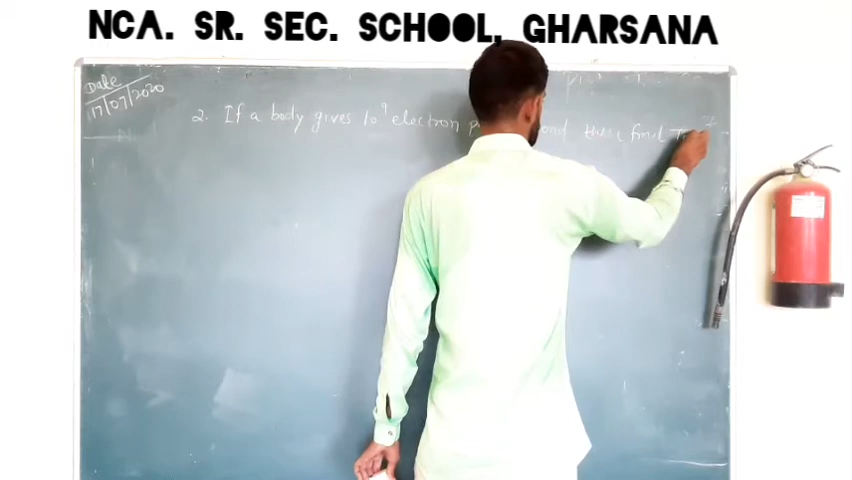 NCA. SR. SEC. SCHOOL, GHARSANA
Date
17/07/2020
2. If a body gives 10⁹ electron